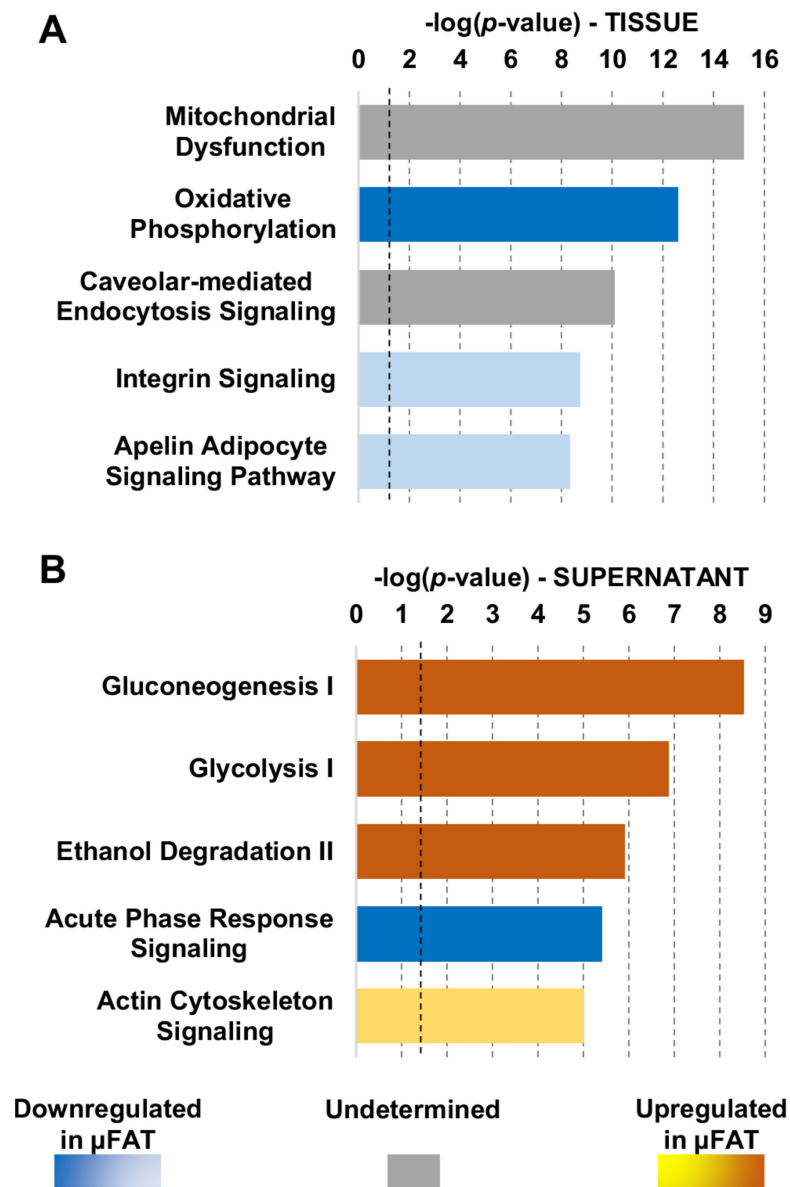 A
-log(p-value) - TISSUE
0 2 4 6 8 10 12 14 16
Mitochondrial
Dysfunction
Oxidative
Phosphorylation
Caveolar-mediated
Endocytosis Signaling
Integrin Signaling
Apelin Adipocyte
Signaling Pathway
B
-log(p-value) - SUPERNATANT
0 1 2 3 4 5 6 7 8 9
Gluconeogenesis I
Glycolysis I
Ethanol Degradation II
Acute Phase Response
Signaling
Actin Cytoskeleton
Signaling
Downregulated
in µFAT
Undetermined
Upregulated
in µFAT